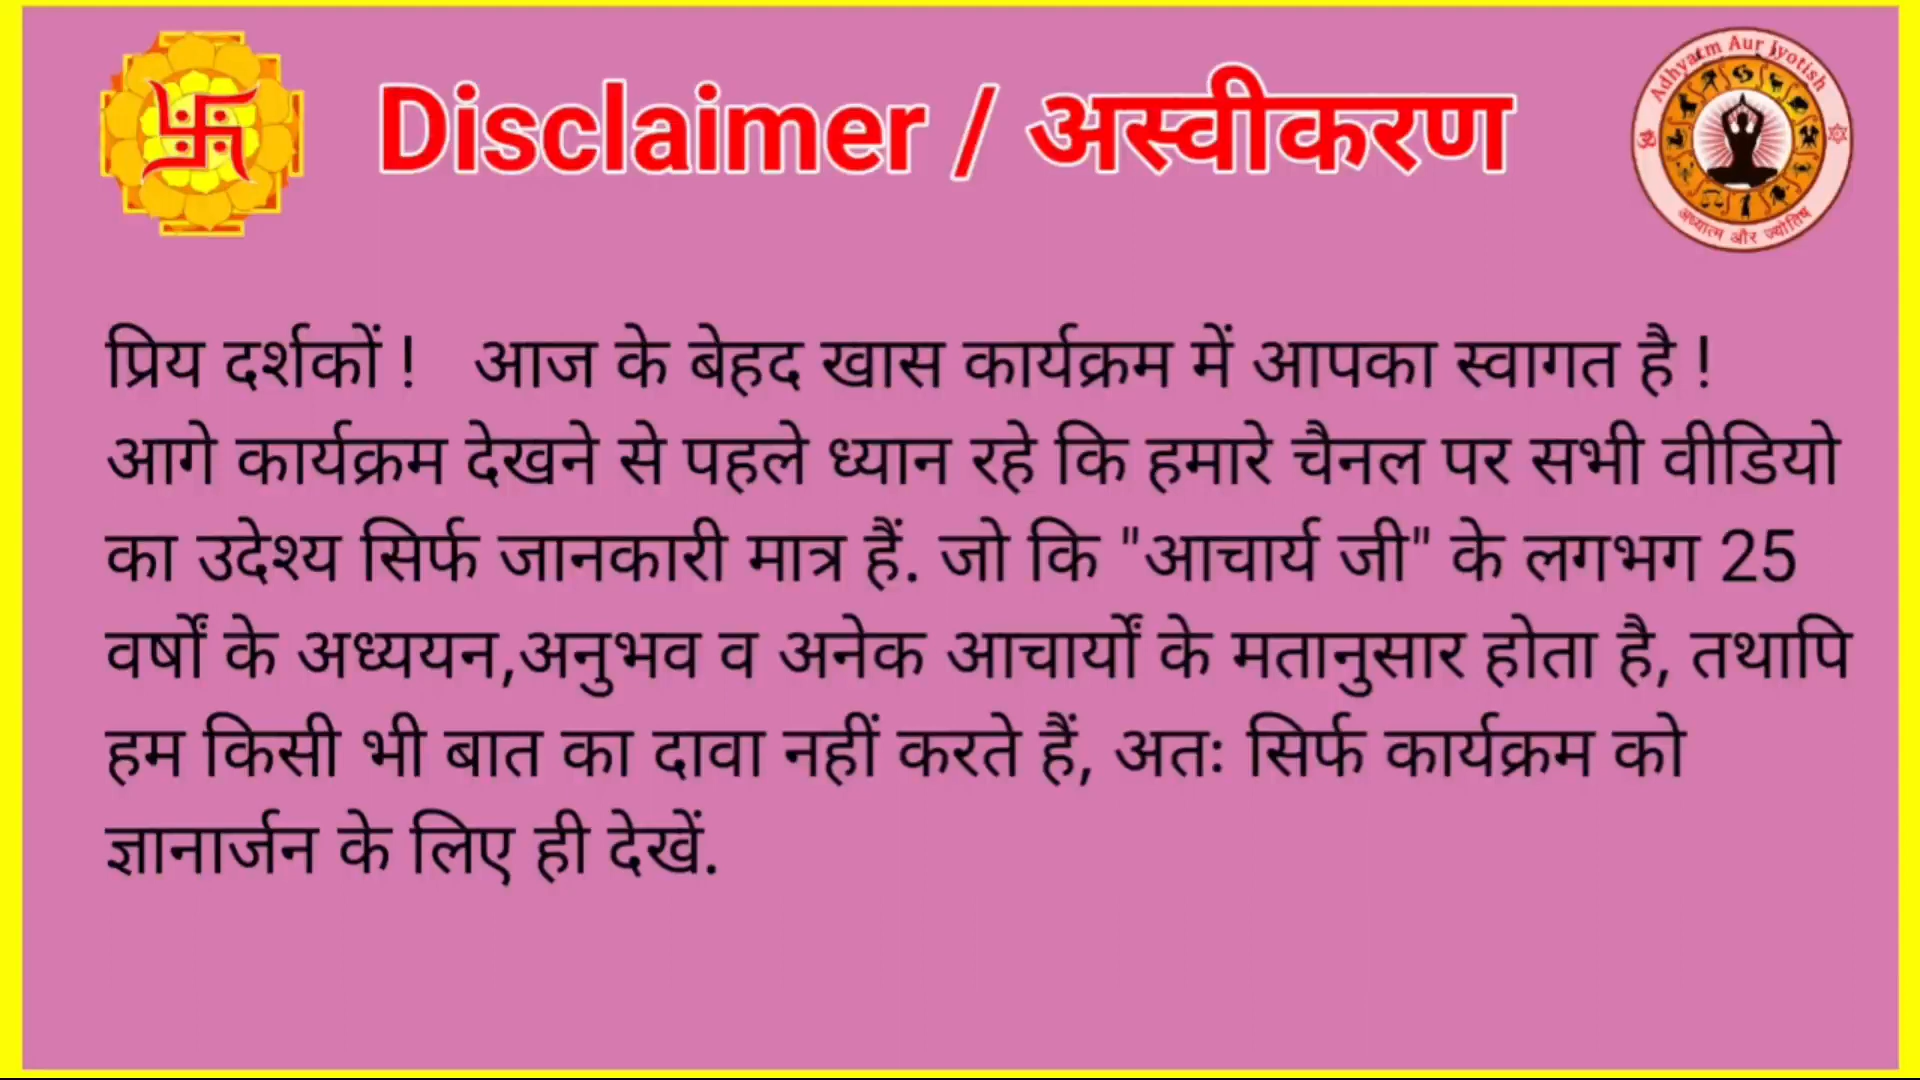 Disclaimer / अस्वीकरण
Adhyatm Aur Jyotish
अध्यात्म और ज्योतिष
प्रिय दर्शकों ! आज के बेहद खास कार्यक्रम में आपका स्वागत है !
आगे कार्यक्रम देखने से पहले ध्यान रहे कि हमारे चैनल पर सभी वीडियो
का उदेश्य सिर्फ जानकारी मात्र हैं. जो कि "आचार्य जी" के लगभग 25
वर्षों के अध्ययन,अनुभव व अनेक आचार्यों के मतानुसार होता है, तथापि
हम किसी भी बात का दावा नहीं करते हैं, अतः सिर्फ कार्यक्रम को
ज्ञानार्जन के लिए ही देखें.